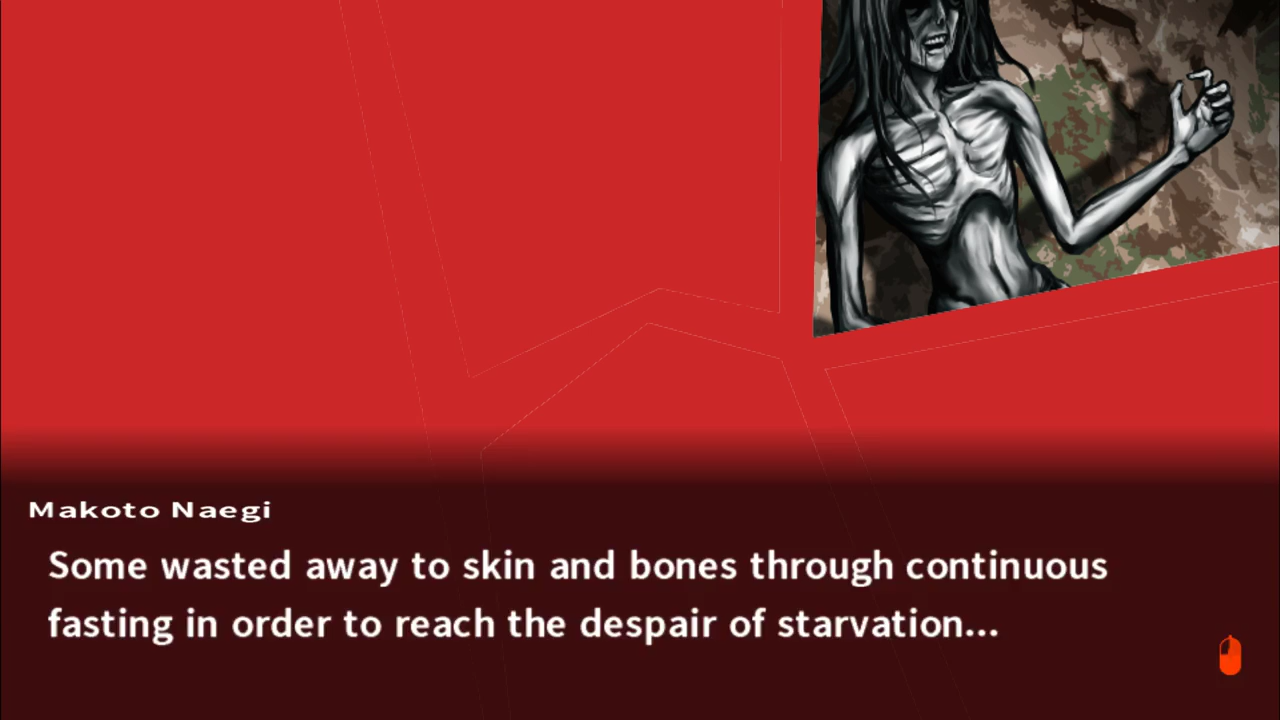 Makoto Naegi
Some wasted away to skin and bones through continuous
fasting in order to reach the despair of starvation...